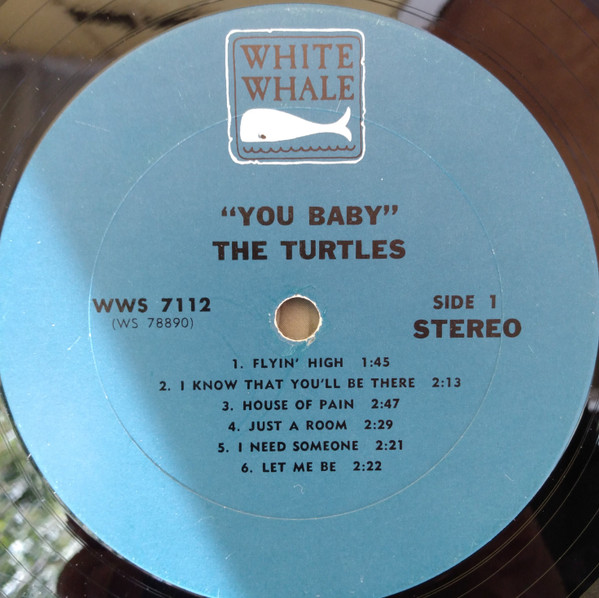 WHITE
WHALE
"YOU BABY"
THE TURTLES
WWS 7112
(WS 78890)
SIDE 1
STEREO
1. FLYIN' HIGH 1:45
2. I KNOW THAT YOU'LL BE THERE 2:13
3. HOUSE OF PAIN 2:47
4. JUST A ROOM 2:29
5. I NEED SOMEONE 2:21
6. LET ME BE 2:22